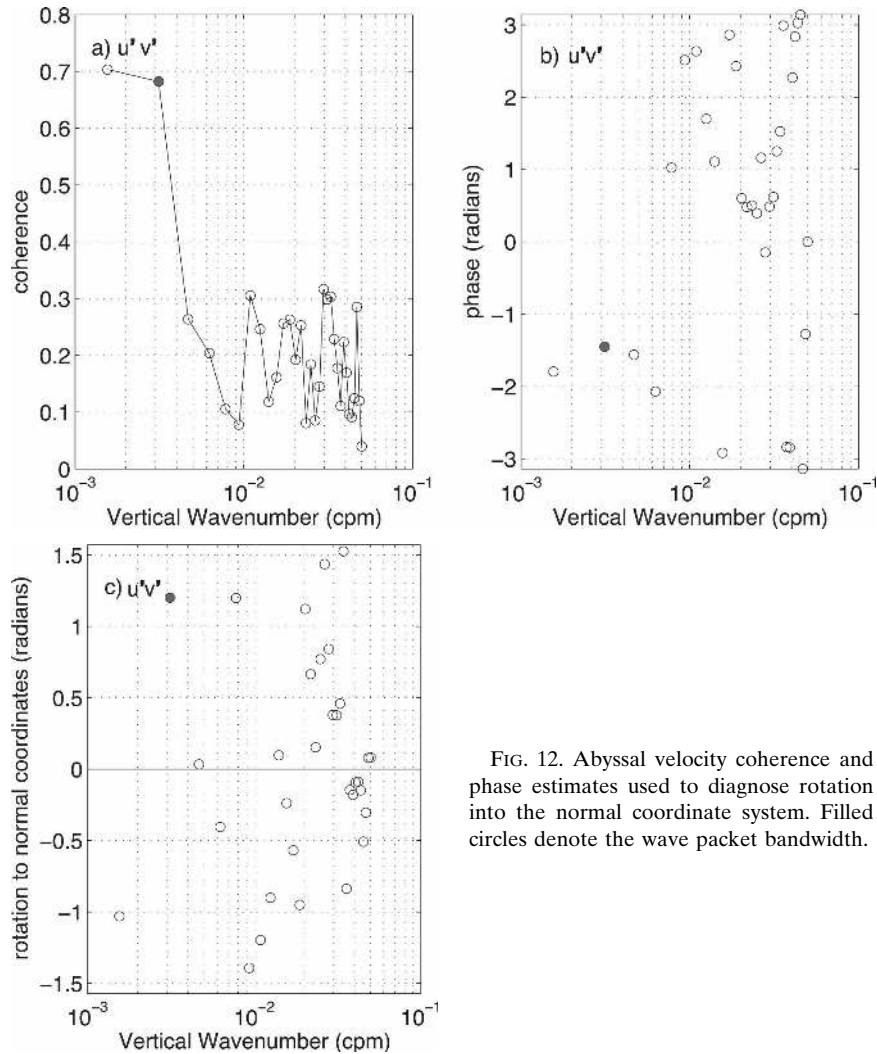 a) u' v'
0.8
0.7
0.6
0.5
0.4
0.3
0.2
0.1
0
coherence
10⁻³
10⁻²
10⁻¹
Vertical Wavenumber (cpm)
b) u'v'
3
2
1
0
−1
−2
−3
phase (radians)
10⁻³
10⁻²
10⁻¹
Vertical Wavenumber (cpm)
c) u'v'
1.5
1
0.5
0
−0.5
−1
−1.5
rotation to normal coordinates (radians)
10⁻³
10⁻²
10⁻¹
Vertical Wavenumber (cpm)
FIG. 12. Abyssal velocity coherence and
phase estimates used to diagnose rotation
into the normal coordinate system. Filled
circles denote the wave packet bandwidth.